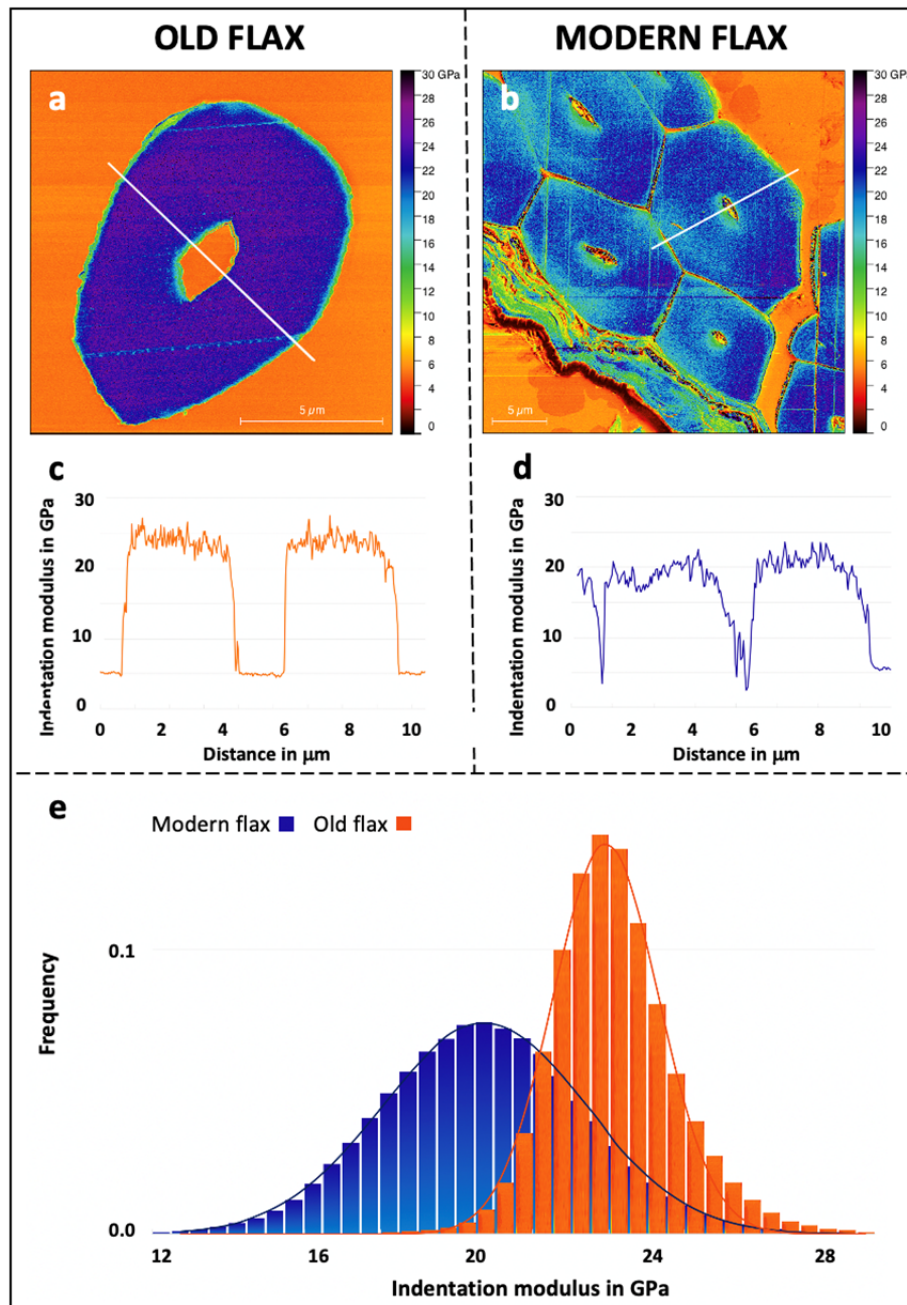 OLD FLAX
MODERN FLAX
a
30 GPa
28
26
24
22
20
18
16
14
12
10
8
6
4
2
0
5 µm
b
30 GPa
28
26
24
22
20
18
16
14
12
10
8
6
4
2
0
5 µm
c
Indentation modulus in GPa
30
20
10
0
0 2 4 6 8 10
Distance in µm
d
Indentation modulus in GPa
30
20
10
0
0 2 4 6 8 10
Distance in µm
e
Modern flax Old flax
Frequency
0.1
0.0
12 16 20 24 28
Indentation modulus in GPa